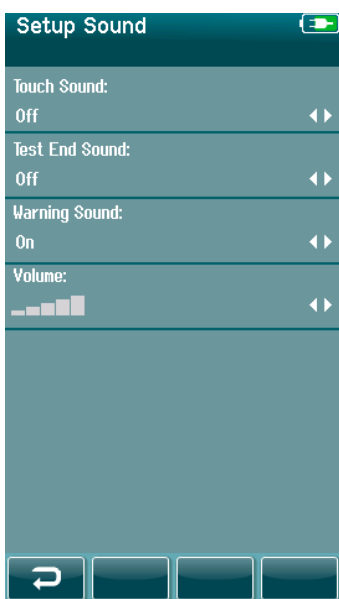 Setup Sound
Touch Sound:
Off
Test End Sound:
Off
Warning Sound:
On
Volume: